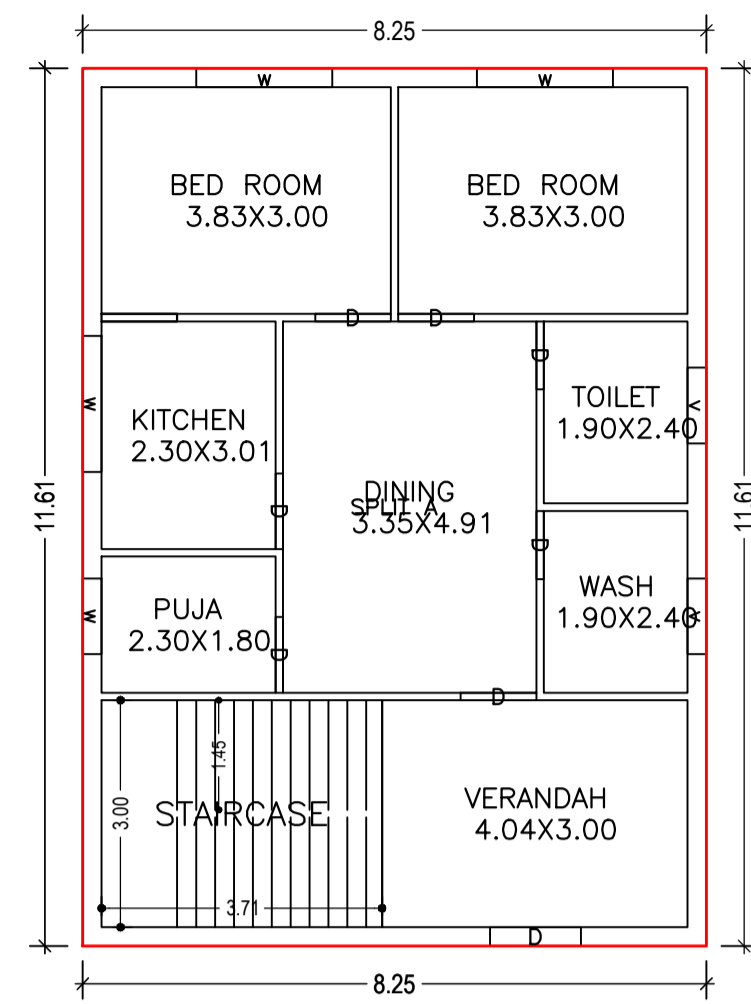 8.25
W
W
BED ROOM
3.83X3.00
BED ROOM
3.83X3.00
D
D
D
W
KITCHEN
2.30X3.01
TOILET
1.90X2.40
V
11.61
DINING
SPLIT A
3.35X4.91
11.61
D
D
W
PUJA
2.30X1.80
WASH
1.90X2.40
V
D
D
1.45
3.00
STAIRCASE
VERANDAH
4.04X3.00
3.71
D
8.25